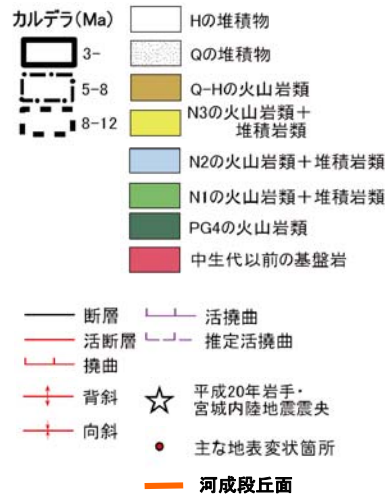 カルデラ(Ma)
3-
5-8
8-12
Hの堆積物
Qの堆積物
Q-Hの火山岩類
N3の火山岩類+
堆積岩類
N2の火山岩類+堆積岩類
N1の火山岩類+堆積岩類
PG4の火山岩類
中生代以前の基盤岩
断層
活断層
撓曲
背斜
向斜
活撓曲
推定活撓曲
平成20年岩手・
宮城内陸地震震央
主な地表変状箇所
河成段丘面